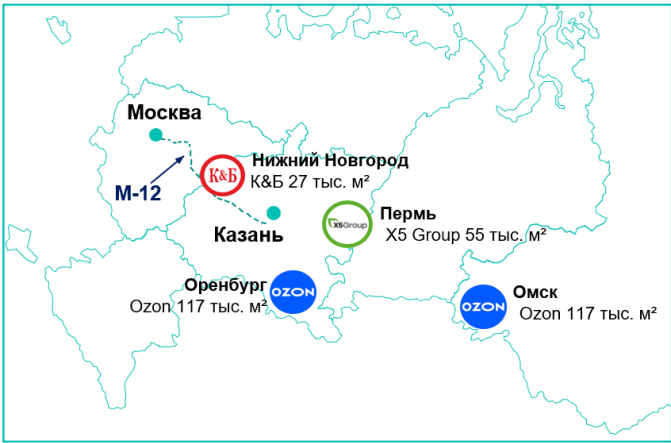 Москва
М-12
К&Б
Нижний Новгород
К&Б 27 тыс. м²
Казань
X5Group
Пермь
X5 Group 55 тыс. м²
Оренбург
Ozon 117 тыс. м²
OZON
OZON
Омск
Ozon 117 тыс. м²